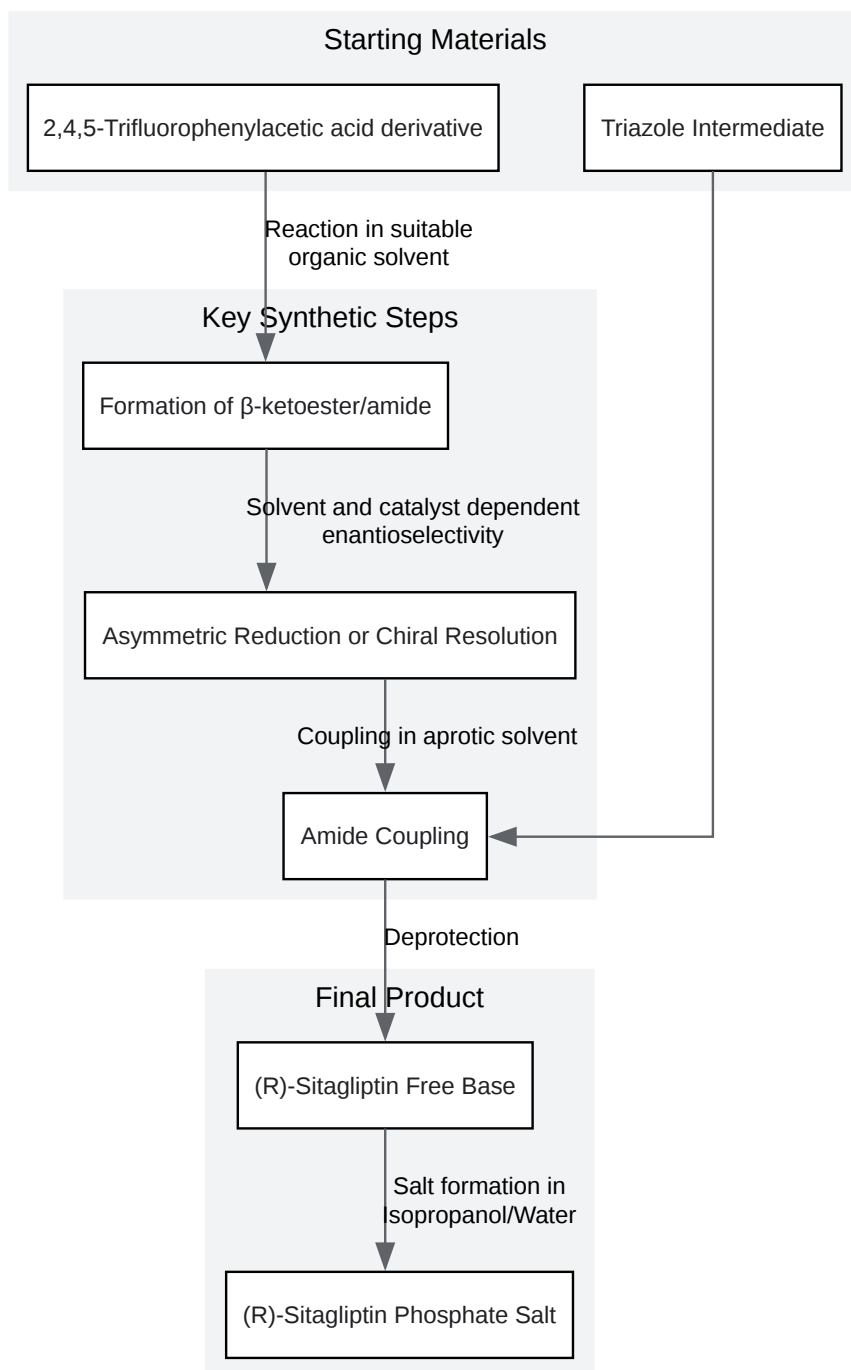 Starting Materials
2,4,5-Trifluorophenylacetic acid derivative
Triazole Intermediate
Reaction in suitable
organic solvent
Key Synthetic Steps
Formation of β-ketoester/amide
Solvent and catalyst dependent
enantioselectivity
Asymmetric Reduction or Chiral Resolution
Coupling in aprotic solvent
Amide Coupling
Deprotection
Final Product
(R)-Sitagliptin Free Base
Salt formation in
Isopropanol/Water
(R)-Sitagliptin Phosphate Salt